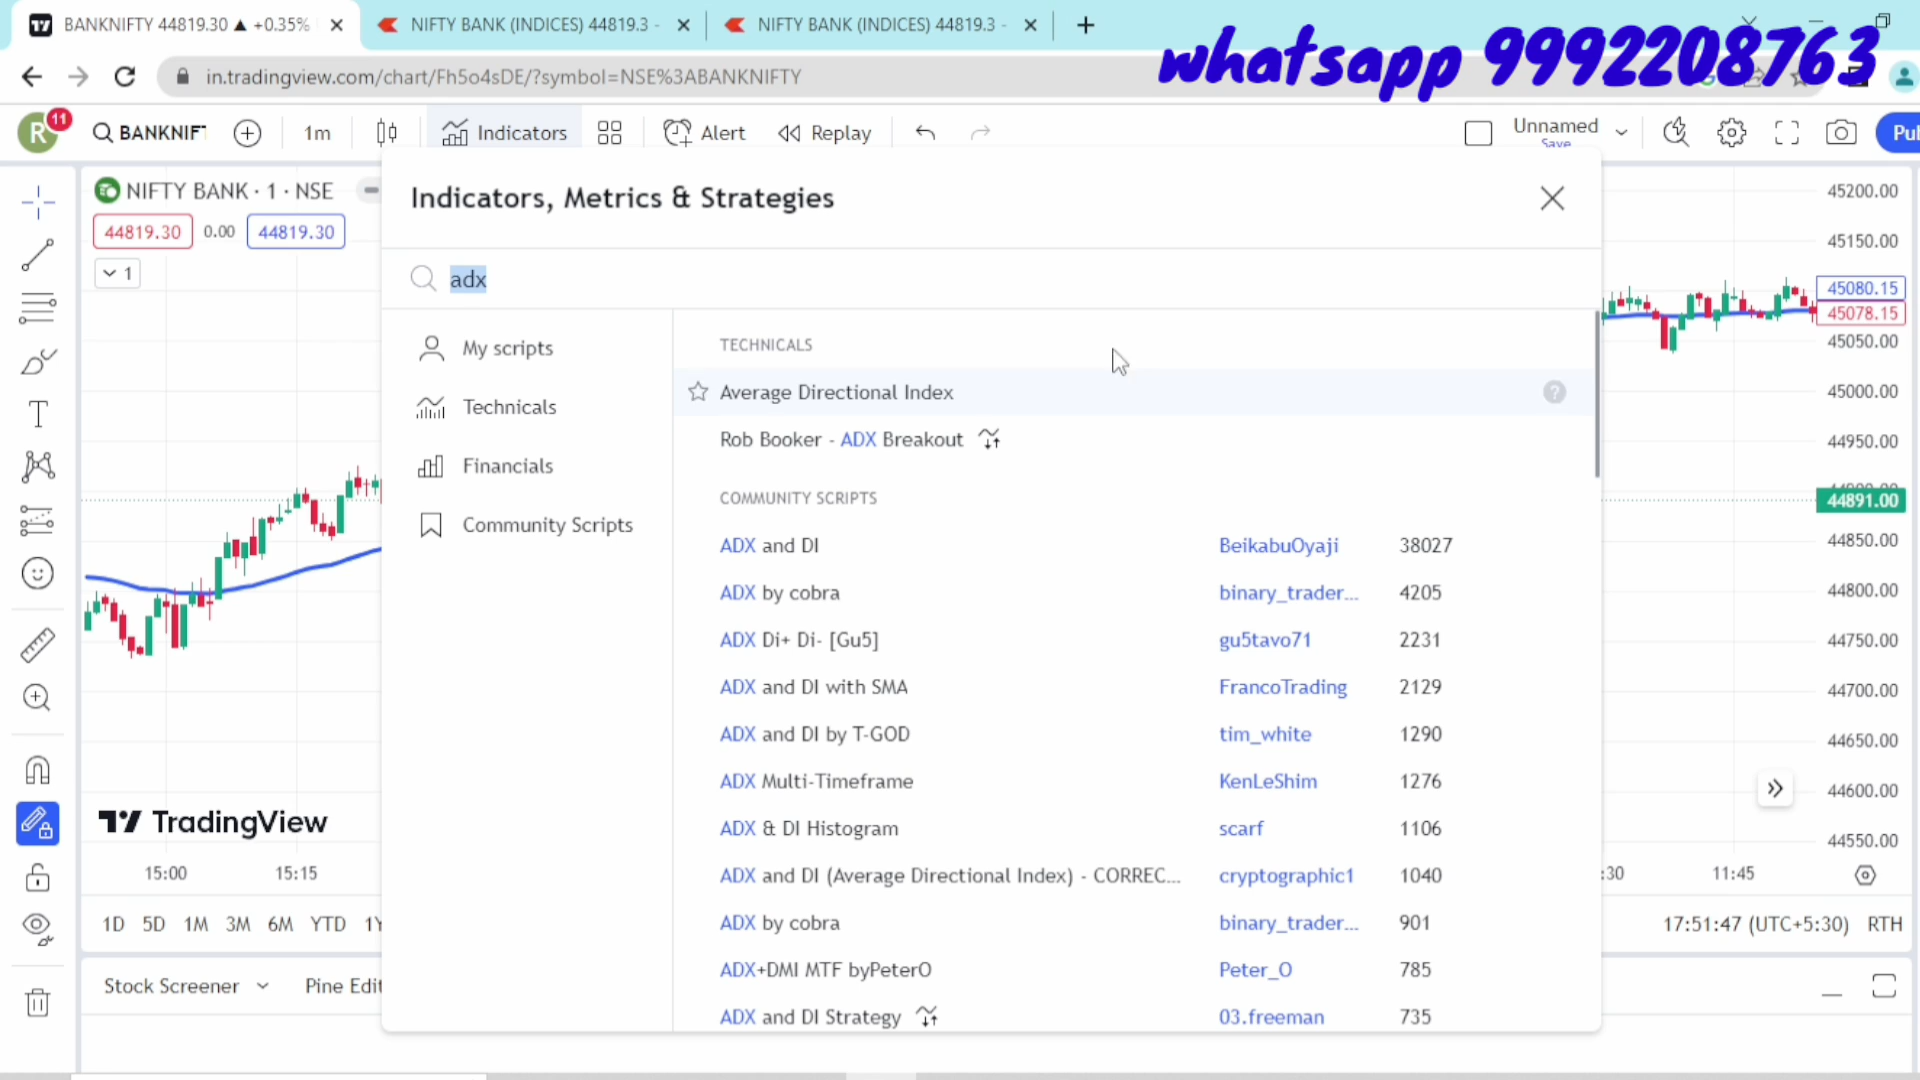 BANKNIFTY 44819.30 ▲ +0.35%
NIFTY BANK (INDICES) 44819.3 -
NIFTY BANK (INDICES) 44819.3 -
whatsapp 9992208763
in.tradingview.com/chart/Fh5o4sDE/?symbol=NSE%3ABANKNIFTY
R
11
BANKNIFT
1m
Indicators
Alert
Replay
Unnamed
Save
Pu
NIFTY BANK · 1 · NSE
44819.30
0.00
44819.30
1
Indicators, Metrics & Strategies
adx
My scripts
Technicals
Financials
Community Scripts
TECHNICALS
Average Directional Index
Rob Booker - ADX Breakout
COMMUNITY SCRIPTS
ADX and DI BeikabuOyaji 38027
ADX by cobra binary_trader... 4205
ADX Di+ Di- [Gu5] gu5tavo71 2231
ADX and DI with SMA FrancoTrading 2129
ADX and DI by T-GOD tim_white 1290
ADX Multi-Timeframe KenLeShim 1276
ADX & DI Histogram scarf 1106
ADX and DI (Average Directional Index) - CORREC... cryptographic1 1040
ADX by cobra binary_trader... 901
ADX+DMI MTF byPeterO Peter_O 785
ADX and DI Strategy 03.freeman 735
45200.00
45150.00
45080.15
45078.15
45050.00
45000.00
44950.00
44891.00
44850.00
44800.00
44750.00
44700.00
44650.00
44600.00
44550.00
TradingView
15:00
15:15
:30
11:45
1D 5D 1M 3M 6M YTD 1Y
17:51:47 (UTC+5:30) RTH
Stock Screener
Pine Edit